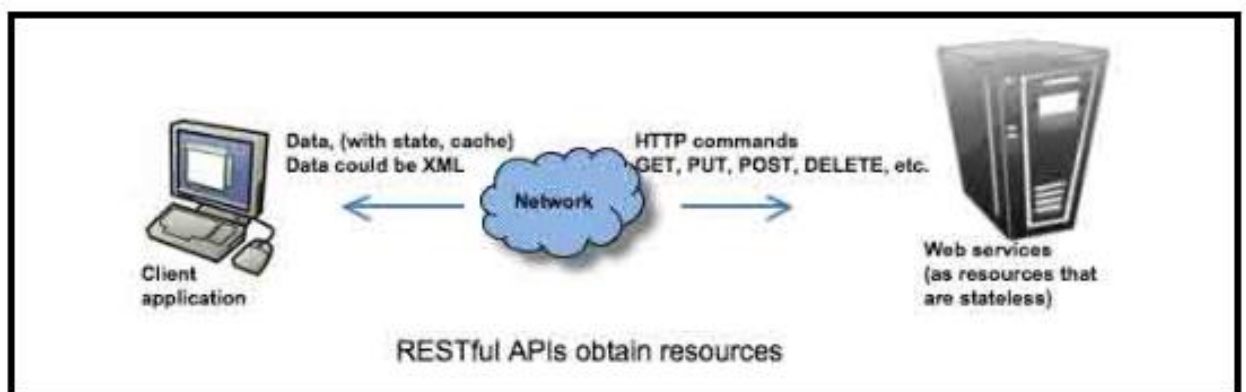 Data, (with state, cache)
Data could be XML
HTTP commands
GET, PUT, POST, DELETE, etc.
Network
Client
application
Web services
(as resources that
are stateless)
RESTful APIs obtain resources